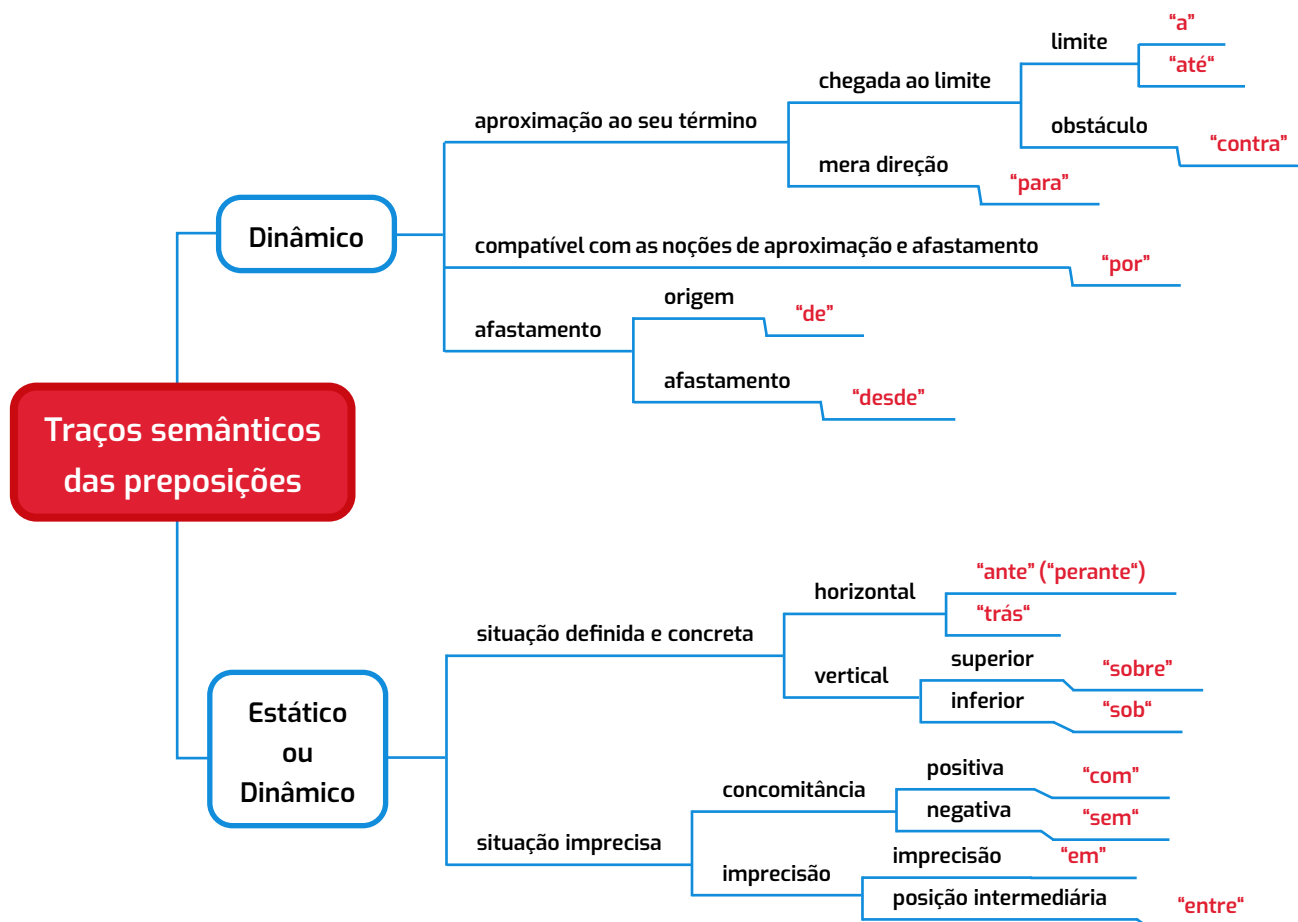 Traços semânticos
das preposições
Dinâmico
aproximação ao seu término
chegada ao limite
limite
“a”
“até“
obstáculo
“contra”
mera direção
“para”
compatível com as noções de aproximação e afastamento
“por”
afastamento
origem
“de”
afastamento
“desde”
Estático
ou
Dinâmico
situação definida e concreta
horizontal
“ante” (“perante“)
“trás“
vertical
superior
“sobre”
inferior
“sob“
situação imprecisa
concomitância
positiva
“com”
negativa
“sem“
imprecisão
imprecisão
“em”
posição intermediária
“entre“